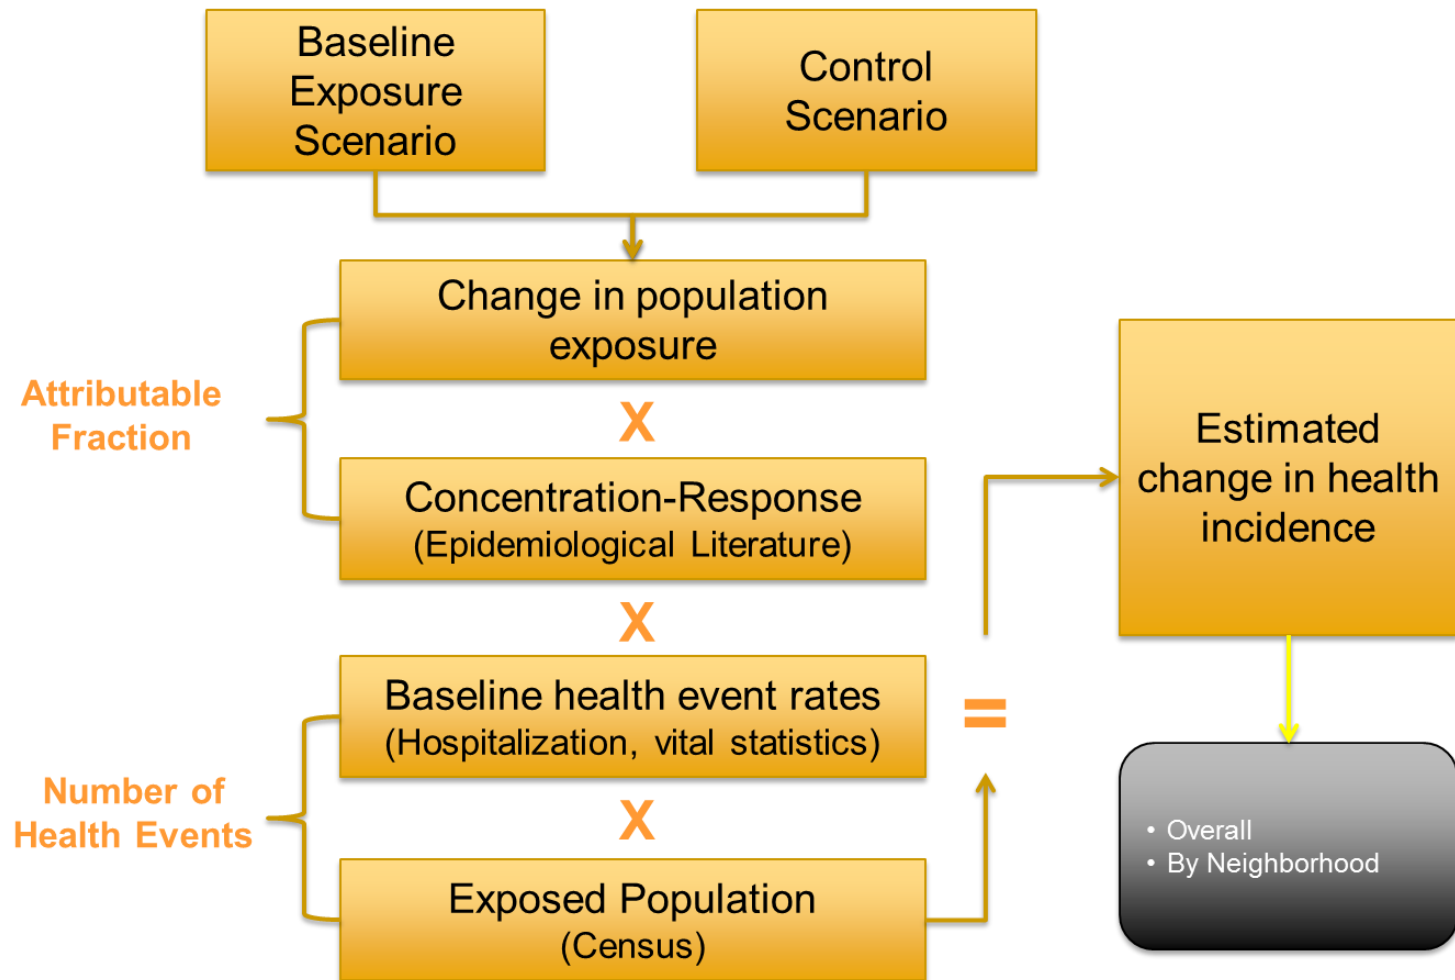 Baseline
Exposure
Scenario
Control
Scenario
Change in population
exposure
Attributable
Fraction
X
Concentration-Response
(Epidemiological Literature)
X
Baseline health event rates
(Hospitalization, vital statistics)
Number of
Health Events
X
Exposed Population
(Census)
=
Estimated
change in health
incidence
• Overall
• By Neighborhood